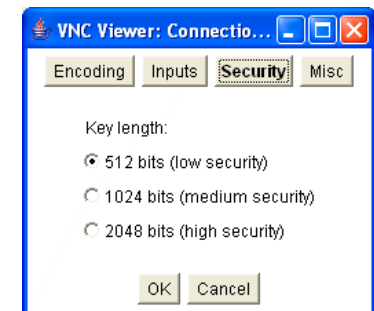 VNC Viewer: Connectio...
Encoding Inputs Security Misc
Key length:
512 bits (low security)
1024 bits (medium security)
2048 bits (high security)
OK Cancel